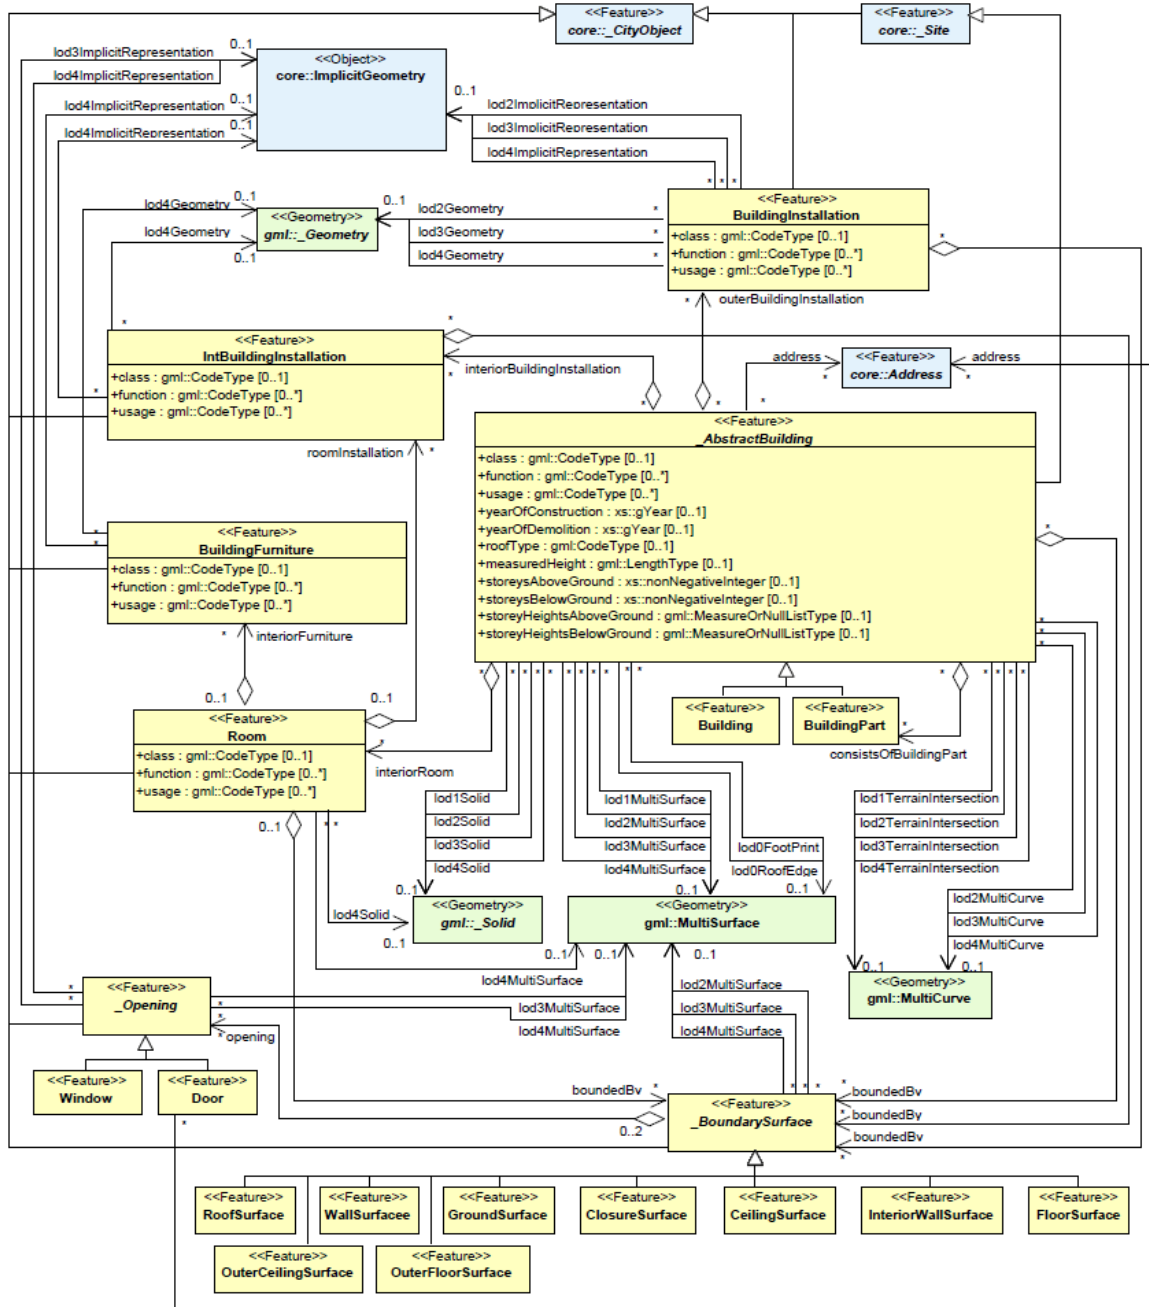 <<Feature>>
core::_CityObject
<<Feature>>
core::_Site
lod3ImplicitRepresentation
0..1
lod4ImplicitRepresentation
<<Object>>
core::ImplicitGeometry
lod4ImplicitRepresentation
0..1
lod4ImplicitRepresentation
0..1
0..1
lod2ImplicitRepresentation
lod3ImplicitRepresentation
lod4ImplicitRepresentation
* * *
<<Feature>>
BuildingInstallation
+class : gml::CodeType [0..1]
+function : gml::CodeType [0..*]
+usage : gml::CodeType [0..*]
*
lod4Geometry
0..1
lod4Geometry
0..1
<<Geometry>>
gml::_Geometry
0..1
lod2Geometry
*
lod3Geometry
*
lod4Geometry
*
* outerBuildingInstallation
*
*
<<Feature>>
IntBuildingInstallation
+class : gml::CodeType [0..1]
+function : gml::CodeType [0..*]
+usage : gml::CodeType [0..*]
*
*
interiorBuildingInstallation
address
*
<<Feature>>
core::Address
address
*
* * *
roomInstallation
*
<<Feature>>
_AbstractBuilding
+class : gml::CodeType [0..1]
+function : gml::CodeType [0..*]
+usage : gml::CodeType [0..*]
+yearOfConstruction : xs::gYear [0..1]
+yearOfDemolition : xs::gYear [0..1]
+roofType : gml:CodeType [0..1]
+measuredHeight : gml::LengthType [0..1]
+storeysAboveGround : xs::nonNegativeInteger [0..1]
+storeysBelowGround : xs::nonNegativeInteger [0..1]
+storeyHeightsAboveGround : gml::MeasureOrNullListType [0..1]
+storeyHeightsBelowGround : gml::MeasureOrNullListType [0..1]
*
*
*
*
*
*
<<Feature>>
BuildingFurniture
+class : gml::CodeType [0..1]
+function : gml::CodeType [0..*]
+usage : gml::CodeType [0..*]
* interiorFurniture
0..1
0..1
<<Feature>>
Room
+class : gml::CodeType [0..1]
+function : gml::CodeType [0..*]
+usage : gml::CodeType [0..*]
* * * * * * * * * * * * * * * *
<<Feature>>
Building
<<Feature>>
BuildingPart
*
consistsOfBuildingPart
*
interiorRoom
lod1Solid
lod2Solid
lod3Solid
lod4Solid
0..1
lod1MultiSurface
lod2MultiSurface
lod3MultiSurface
lod4MultiSurface
0..1
lod0FootPrint
lod0RoofEdge
0..1
lod1TerrainIntersection
lod2TerrainIntersection
lod3TerrainIntersection
lod4TerrainIntersection
0..1
lod2MultiCurve
lod3MultiCurve
lod4MultiCurve
0..1
0..1
* *
lod4Solid
0..1
<<Geometry>>
gml::_Solid
<<Geometry>>
gml::MultiSurface
<<Geometry>>
gml::MultiCurve
0..1
0..1
0..1
lod4MultiSurface
<<Feature>>
_Opening
*
*
*
*
lod3MultiSurface
lod4MultiSurface
* opening
lod2MultiSurface
lod3MultiSurface
lod4MultiSurface
<<Feature>>
Window
<<Feature>>
Door
*
boundedBy
*
* * *
<<Feature>>
_BoundarySurface
0..2
*
boundedBy
*
boundedBy
boundedBy
*
<<Feature>>
RoofSurface
<<Feature>>
WallSurfacee
<<Feature>>
GroundSurface
<<Feature>>
ClosureSurface
<<Feature>>
CeilingSurface
<<Feature>>
InteriorWallSurface
<<Feature>>
FloorSurface
<<Feature>>
OuterCeilingSurface
<<Feature>>
OuterFloorSurface